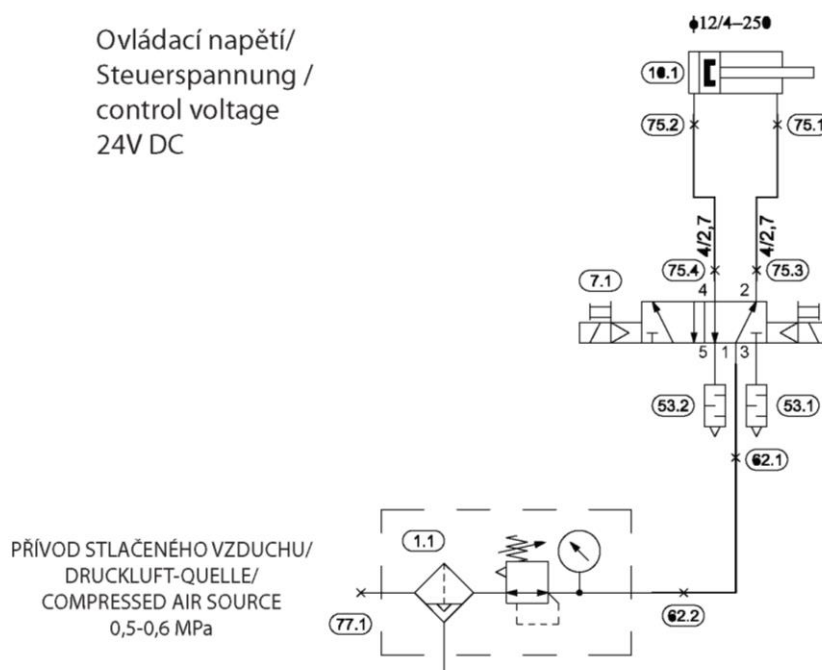 Ovládací napětí/
Steuerspannung /
control voltage
24V DC
ϕ12/4–250
10.1
75.2
75.1
4/2,7
4/2,7
75.4
75.3
7.1
4
2
5
1
3
53.2
53.1
62.1
PŘÍVOD STLAČENÉHO VZDUCHU/
DRUCKLUFT-QUELLE/
COMPRESSED AIR SOURCE
0,5-0,6 MPa
1.1
77.1
62.2